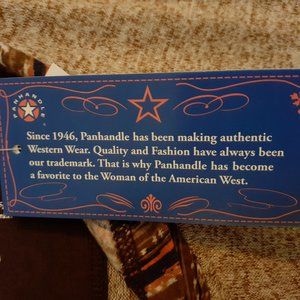 PANHANDLE
Since 1946, Panhandle has been making authentic
Western Wear. Quality and Fashion have always been
our trademark. That is why Panhandle has become
a favorite to the Woman of the American West.